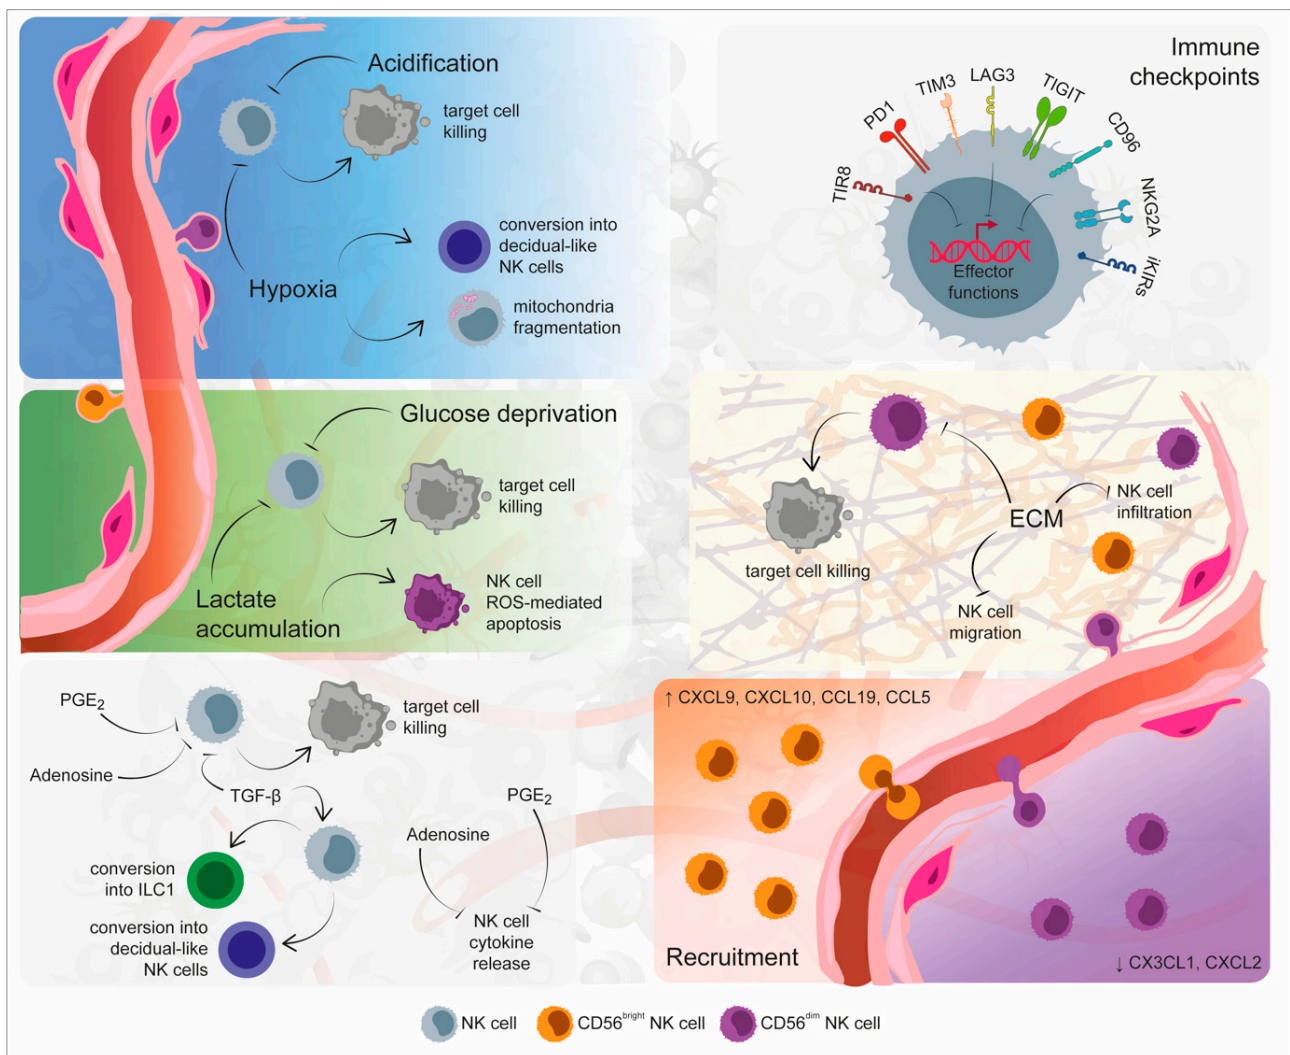 Acidification
target cell
killing
conversion into
decidual-like
NK cells
Hypoxia
mitochondria
fragmentation
Immune
checkpoints
TIR8
PD1
TIM3
LAG3
TIGIT
CD96
NKG2A
iKIRs
Effector
functions
Glucose deprivation
target cell
killing
Lactate
accumulation
NK cell
ROS-mediated
apoptosis
ECM
NK cell
infiltration
target cell killing
NK cell
migration
PGE₂
target cell
killing
Adenosine
TGF-β
conversion
into ILC1
conversion into
decidual-like
NK cells
PGE₂
Adenosine
NK cell
cytokine
release
↑ CXCL9, CXCL10, CCL19, CCL5
Recruitment
↓ CX3CL1, CXCL2
NK cell
CD56bright NK cell
CD56dim NK cell